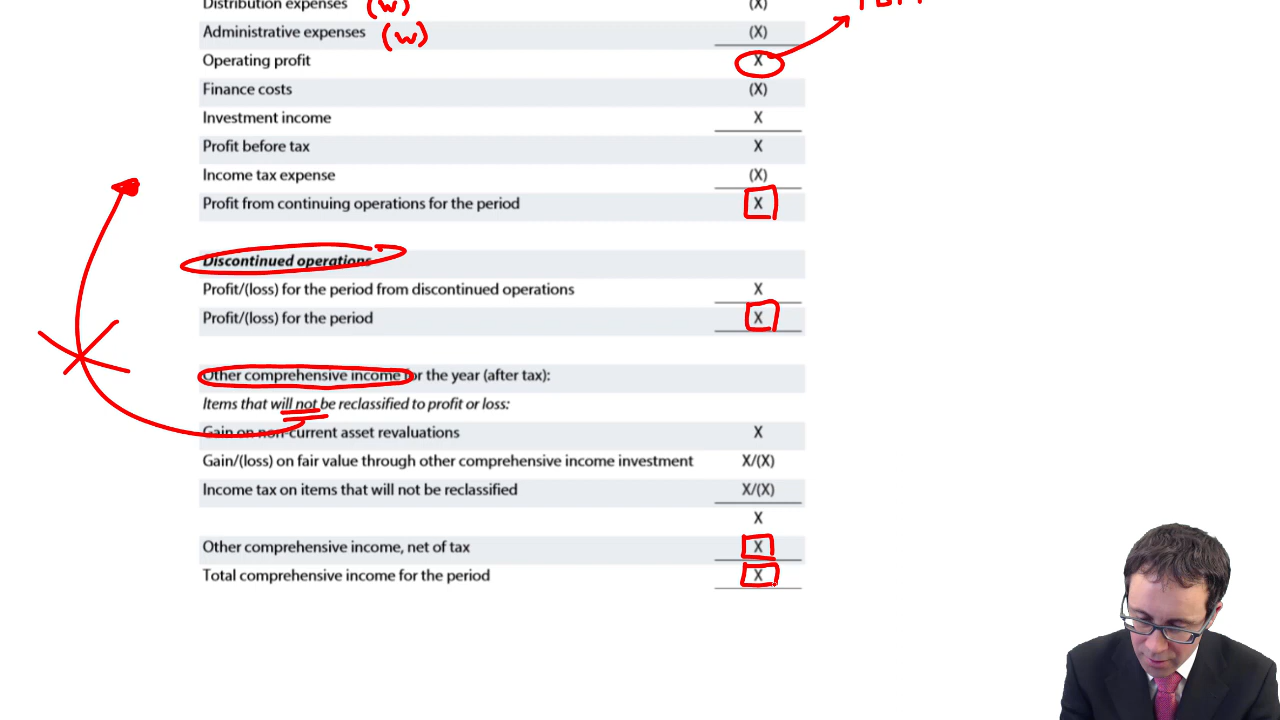 Distribution expenses (w) (X)
Administrative expenses (w) (X)
Operating profit X
Finance costs (X)
Investment income X
Profit before tax X
Income tax expense (X)
Profit from continuing operations for the period X
Discontinued operations
Profit/(loss) for the period from discontinued operations X
Profit/(loss) for the period X
Other comprehensive income for the year (after tax):
Items that will not be reclassified to profit or loss:
Gain on non-current asset revaluations X
Gain/(loss) on fair value through other comprehensive income investment X/(X)
Income tax on items that will not be reclassified X/(X)
X
Other comprehensive income, net of tax X
Total comprehensive income for the period X